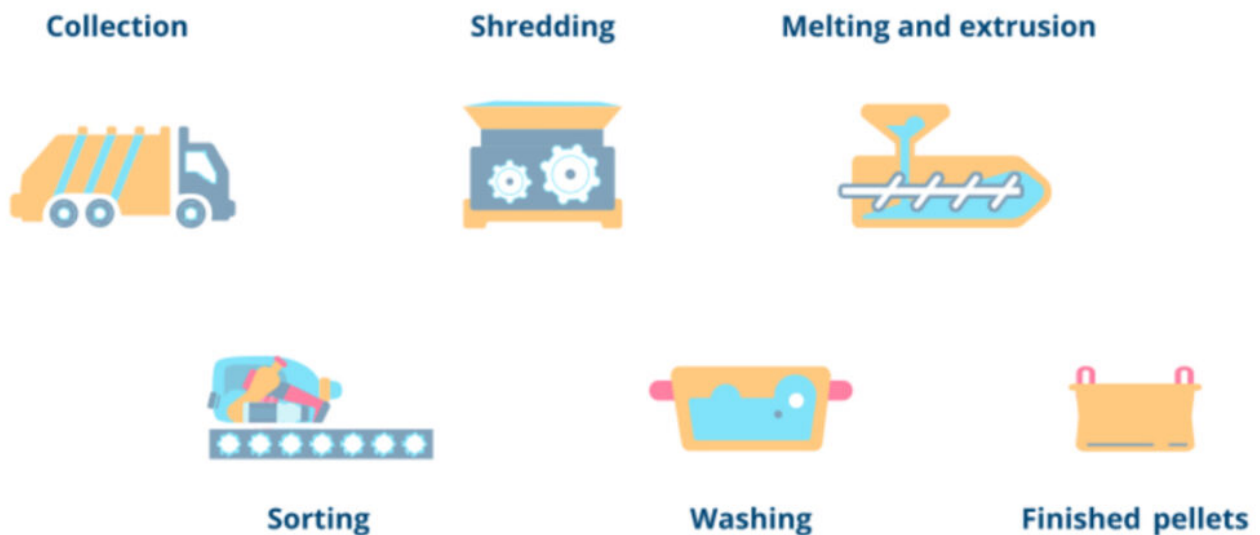 Collection
Shredding
Melting and extrusion
Sorting
Washing
Finished pellets